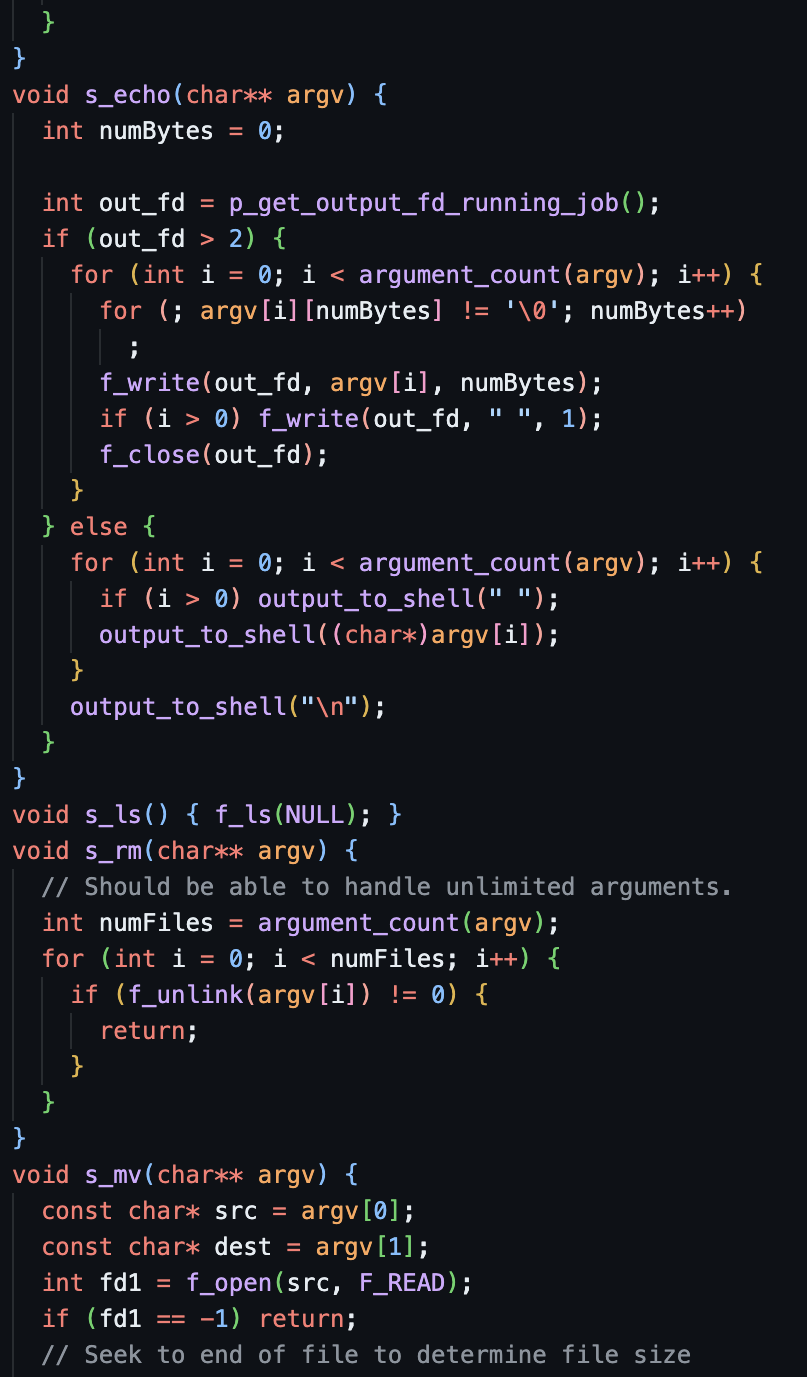 }
}
void s_echo(char** argv) {
  int numBytes = 0;

  int out_fd = p_get_output_fd_running_job();
  if (out_fd > 2) {
    for (int i = 0; i < argument_count(argv); i++) {
      for (; argv[i][numBytes] != '\0'; numBytes++)
        ;
      f_write(out_fd, argv[i], numBytes);
      if (i > 0) f_write(out_fd, " ", 1);
      f_close(out_fd);
    }
  } else {
    for (int i = 0; i < argument_count(argv); i++) {
      if (i > 0) output_to_shell(" ");
      output_to_shell((char*)argv[i]);
    }
    output_to_shell("\n");
  }
}
void s_ls() { f_ls(NULL); }
void s_rm(char** argv) {
  // Should be able to handle unlimited arguments.
  int numFiles = argument_count(argv);
  for (int i = 0; i < numFiles; i++) {
    if (f_unlink(argv[i]) != 0) {
      return;
    }
  }
}
void s_mv(char** argv) {
  const char* src = argv[0];
  const char* dest = argv[1];
  int fd1 = f_open(src, F_READ);
  if (fd1 == -1) return;
  // Seek to end of file to determine file size